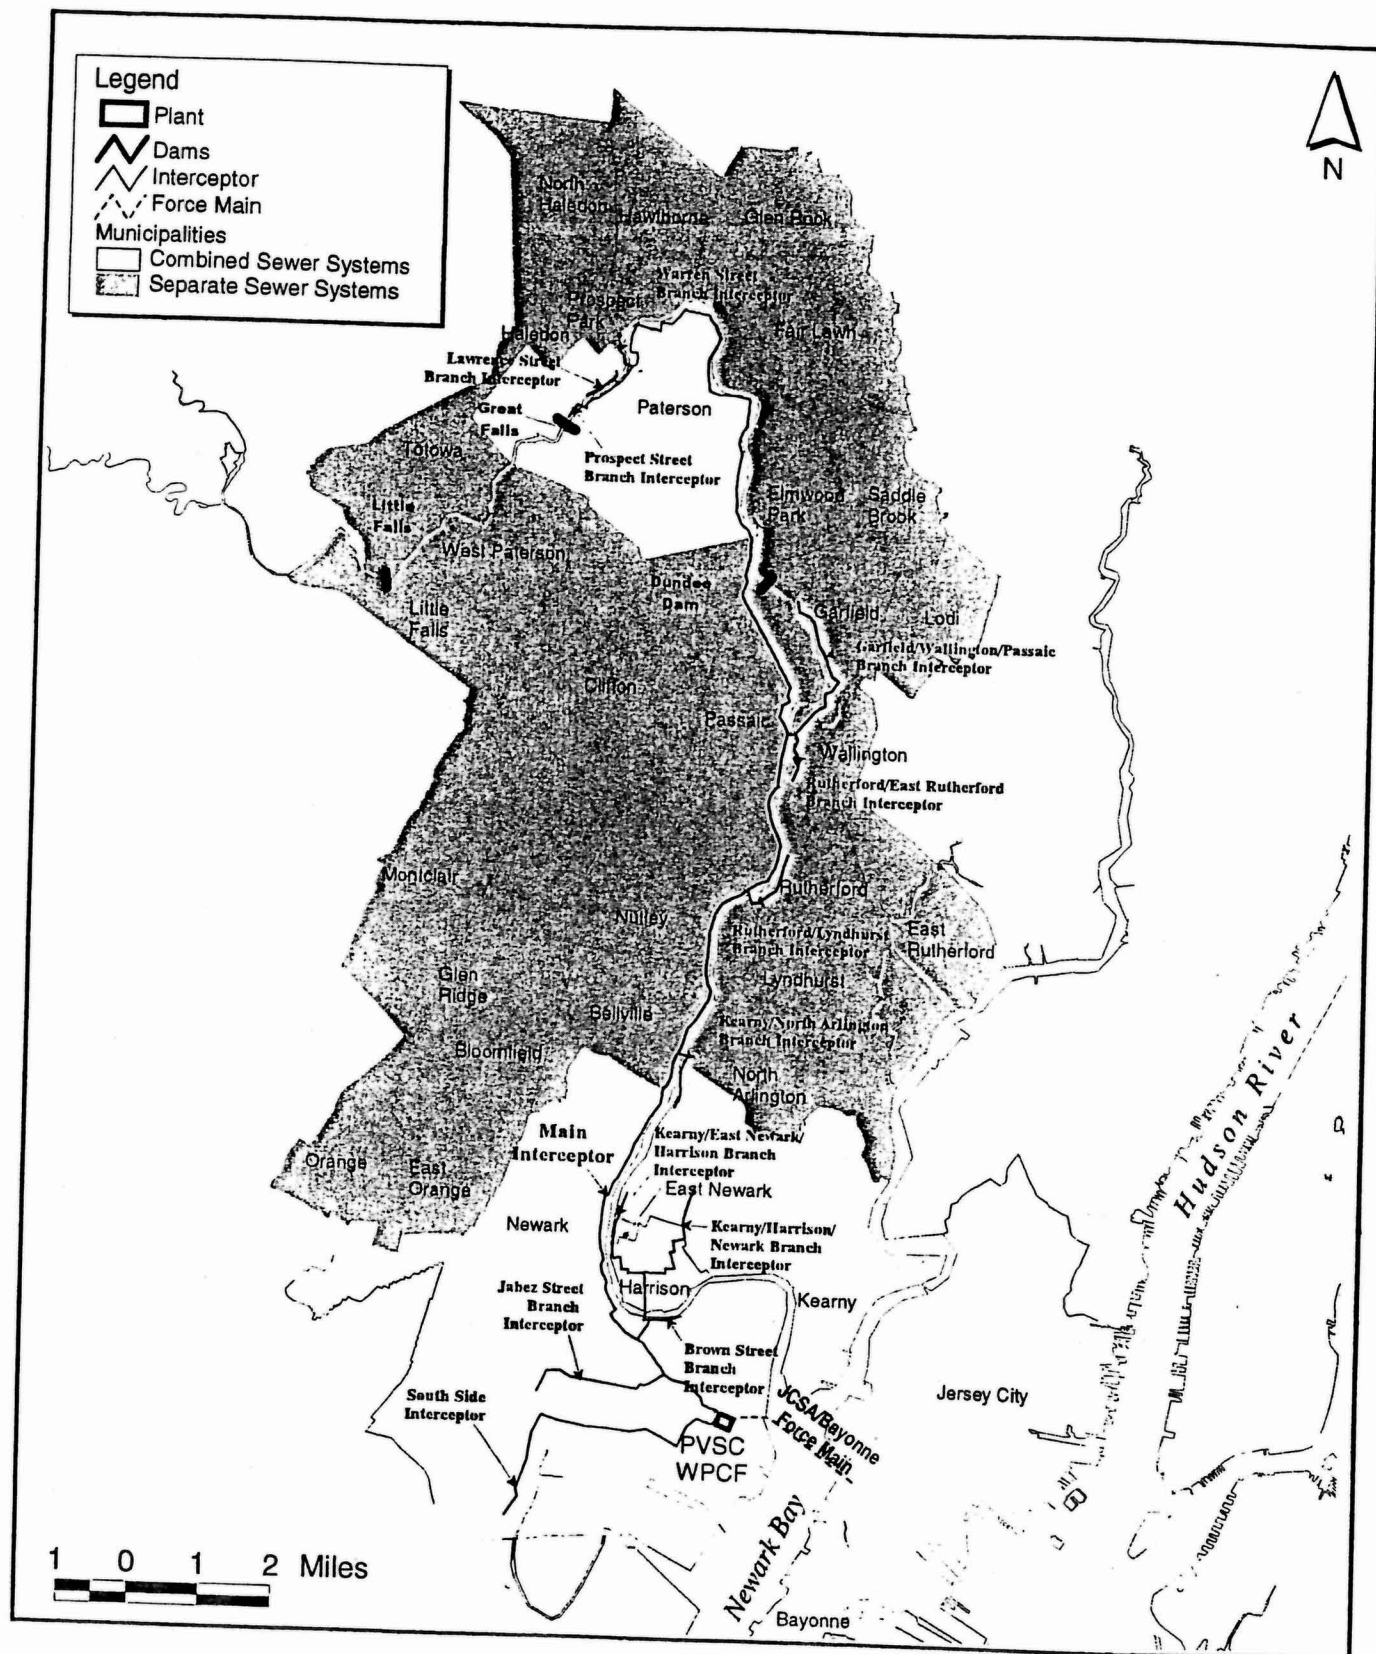 Legend
Plant
Dams
Interceptor
Force Main
Municipalities
Combined Sewer Systems
Separate Sewer Systems
N
North
Haledon
Hawthorne
Glen Rock
Warren Street
Branch Interceptor
Prospect
Park
Fair Lawn
Haledon
Lawrence Street
Branch Interceptor
Great
Falls
Paterson
Totowa
Prospect Street
Branch Interceptor
Elmwood
Park
Saddle
Brook
Little
Falls
West Paterson
Dundee
Dam
Little
Falls
Garfield
Lodi
Garfield/Wallington/Passaic
Branch Interceptor
Clifton
Passaic
Wallington
Rutherford/East Rutherford
Branch Interceptor
Montclair
Rutherford
Nutley
Rutherford/Lyndhurst
Branch Interceptor
East
Rutherford
Glen
Ridge
Lyndhurst
Bellville
Kearny/North Arlington
Branch Interceptor
Bloomfield
North
Arlington
Hudson River
Main
Interceptor
Kearny/East Newark/
Harrison Branch
Interceptor
Orange
East
Orange
East Newark
Newark
Kearny/Harrison/
Newark Branch
Interceptor
Harrison
Kearny
Jabez Street
Branch
Interceptor
Brown Street
Branch
Interceptor
South Side
Interceptor
JCSA/Bayonne
Force Main
Jersey City
PVSC
WPCF
Newark Bay
Bayonne
1 0 1 2 Miles